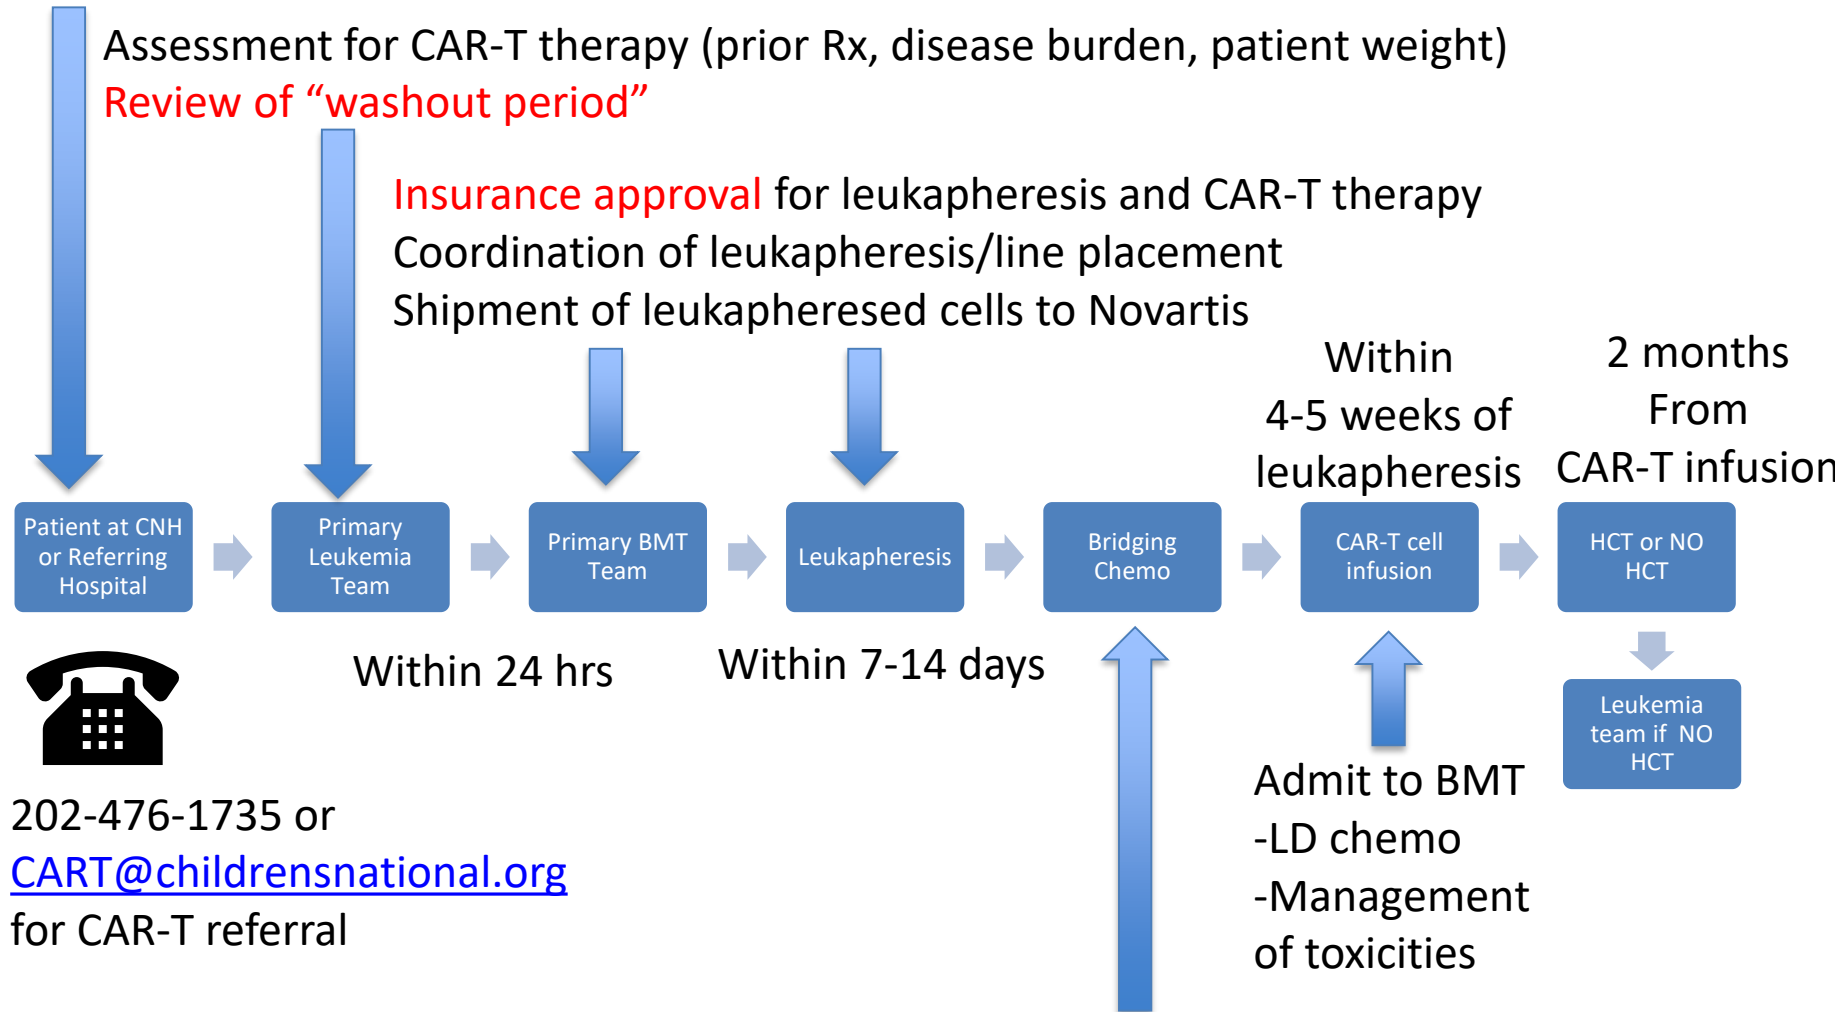 Assessment for CAR-T therapy (prior Rx, disease burden, patient weight)
Review of “washout period”
Insurance approval for leukapheresis and CAR-T therapy
Coordination of leukapheresis/line placement
Shipment of leukapheresed cells to Novartis
Within
4-5 weeks of
leukapheresis
2 months
From
CAR-T infusion
Patient at CNH
or Referring
Hospital
Primary
Leukemia
Team
Primary BMT
Team
Leukapheresis
Bridging
Chemo
CAR-T cell
infusion
HCT or NO
HCT
Within 24 hrs
Within 7-14 days
Leukemia
team if NO
HCT
202-476-1735 or
CART@childrensnational.org
for CAR-T referral
Admit to BMT
-LD chemo
-Management
of toxicities